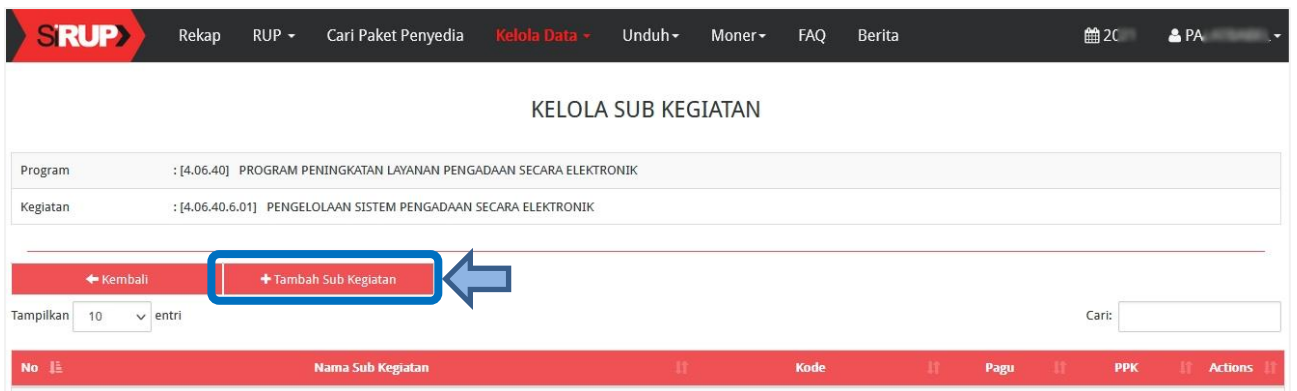 SiRUP Rekap RUP Cari Paket Penyedia Kelola Data Unduh Moner FAQ Berita PA
KELOLA SUB KEGIATAN
Program : [4.06.40] PROGRAM PENINGKATAN LAYANAN PENGADAAN SECARA ELEKTRONIK
Kegiatan : [4.06.40.6.01] PENGELOLAAN SISTEM PENGADAAN SECARA ELEKTRONIK
Kembali + Tambah Sub Kegiatan
Tampilkan 10 entri Cari:
No Nama Sub Kegiatan Kode Pagu PPK Actions